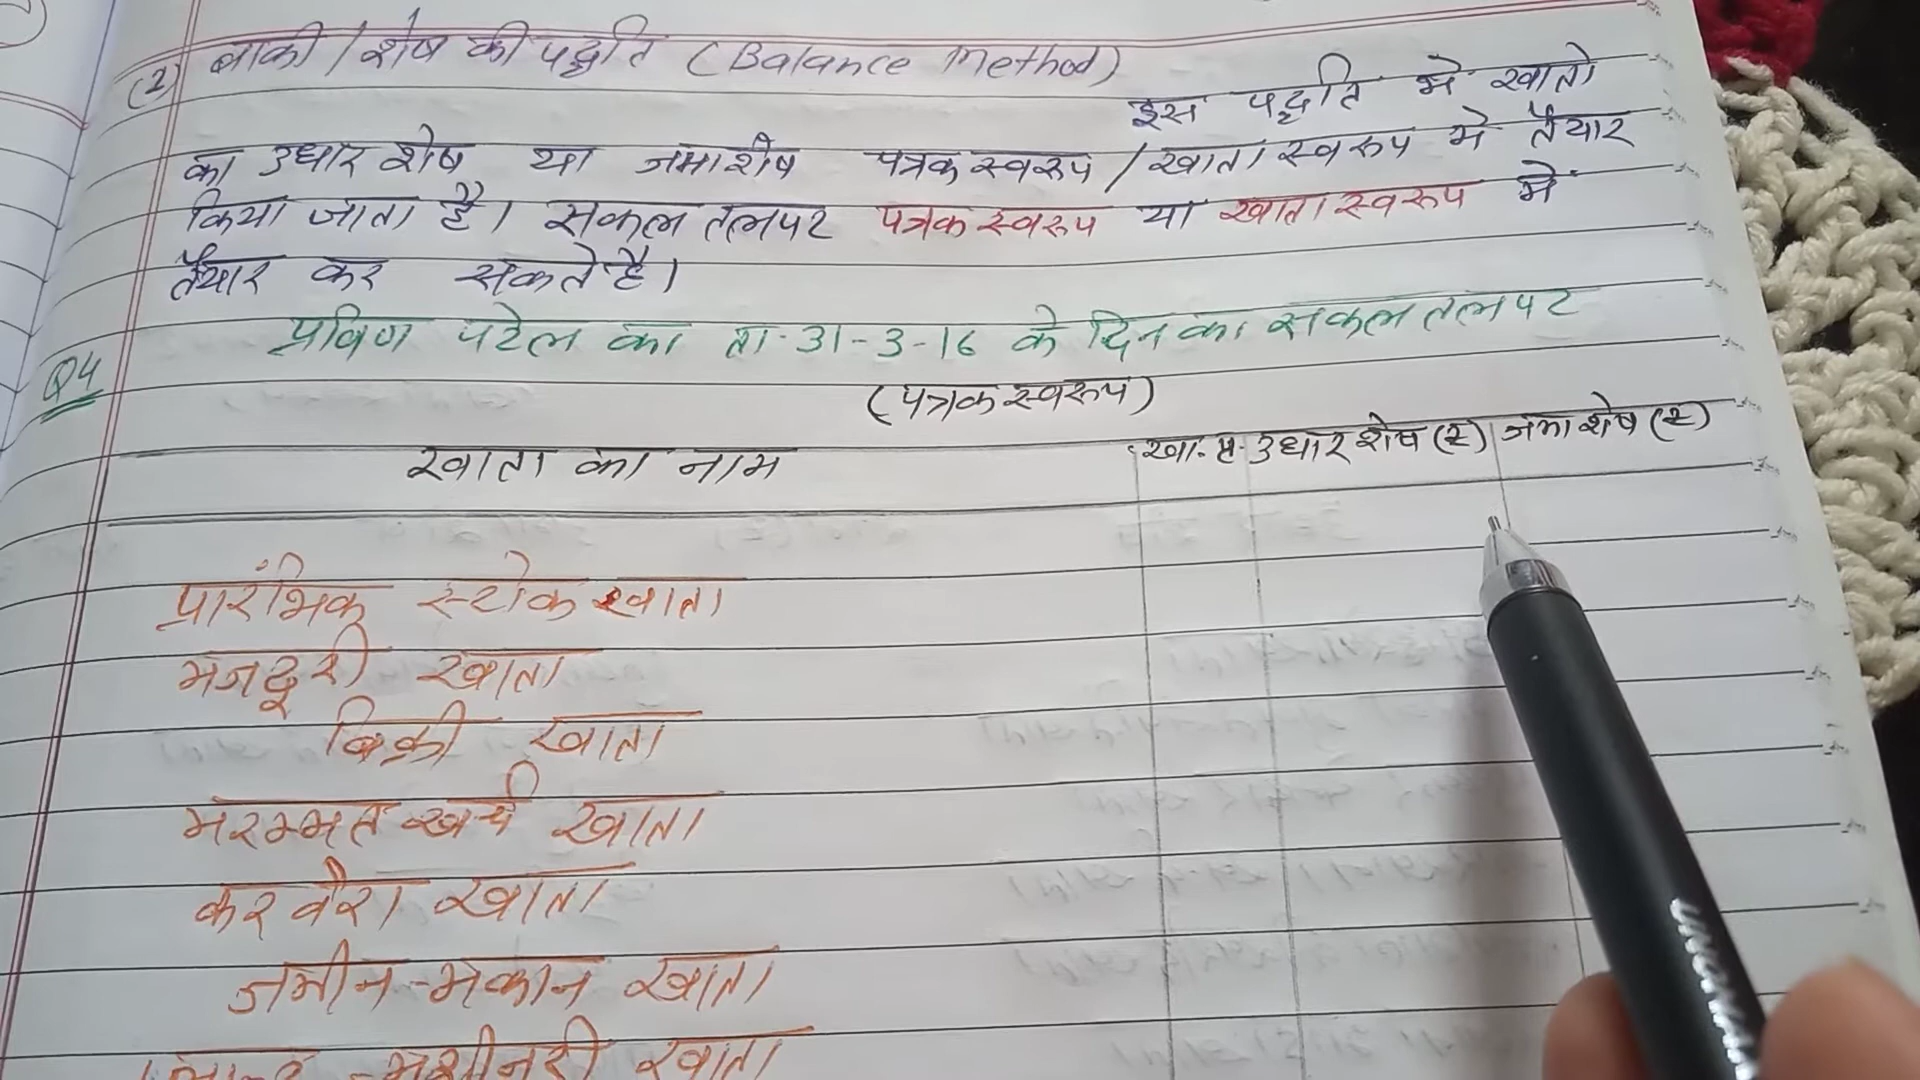 (2) बाकी / शेष की पद्धति (Balance Method)
इस पद्धति मे खातो
का उधार शेष या जमाशेष पत्रक स्वरूप / खाता स्वरूप मे तैयार
किया जाता है। सकल तलपट पत्रक स्वरूप या खाता स्वरूप मे
तैयार कर सकते है।
Q4 प्रविण पटेल का ता. 31-3-16 के दिन का सकल तलपट
(पत्रक स्वरूप)
खाता का नाम खा. पृ. उधार शेष (₹) जमा शेष (₹)
प्रारंभिक स्टोक खाता
मजदूरी खाता
बिक्री खाता
मरम्मत खर्च खाता
कर वेरा खाता
जमीन-मकान खाता
मशीनरी खाता